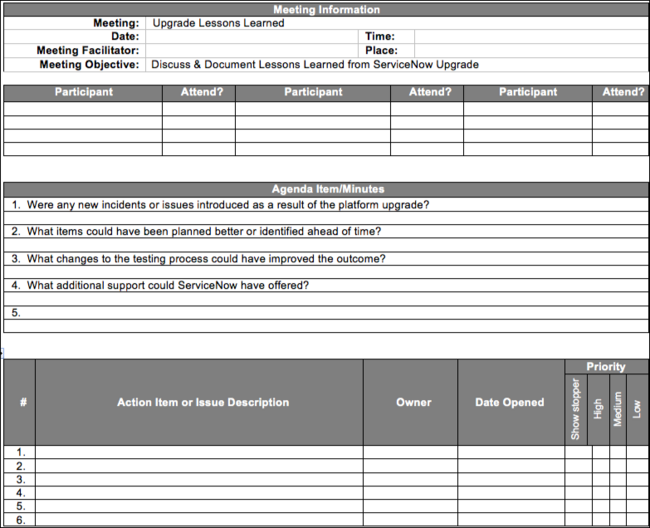 Meeting Information
Meeting: Upgrade Lessons Learned
Date: Time:
Meeting Facilitator: Place:
Meeting Objective: Discuss & Document Lessons Learned from ServiceNow Upgrade
Participant Attend? Participant Attend? Participant Attend?
Agenda Item/Minutes
1. Were any new incidents or issues introduced as a result of the platform upgrade?
2. What items could have been planned better or identified ahead of time?
3. What changes to the testing process could have improved the outcome?
4. What additional support could ServiceNow have offered?
5.
Priority
# Action Item or Issue Description Owner Date Opened Show stopper High Medium Low
1.
2.
3.
4.
5.
6.